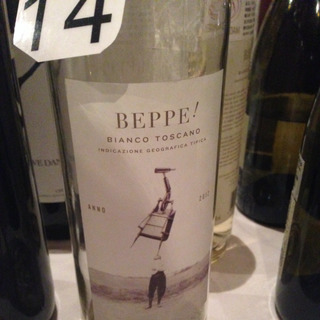 14
BEPPE!
BIANCO TOSCANO
INDICAZIONE GEOGRAFICA TIPICA
ANNO 2012